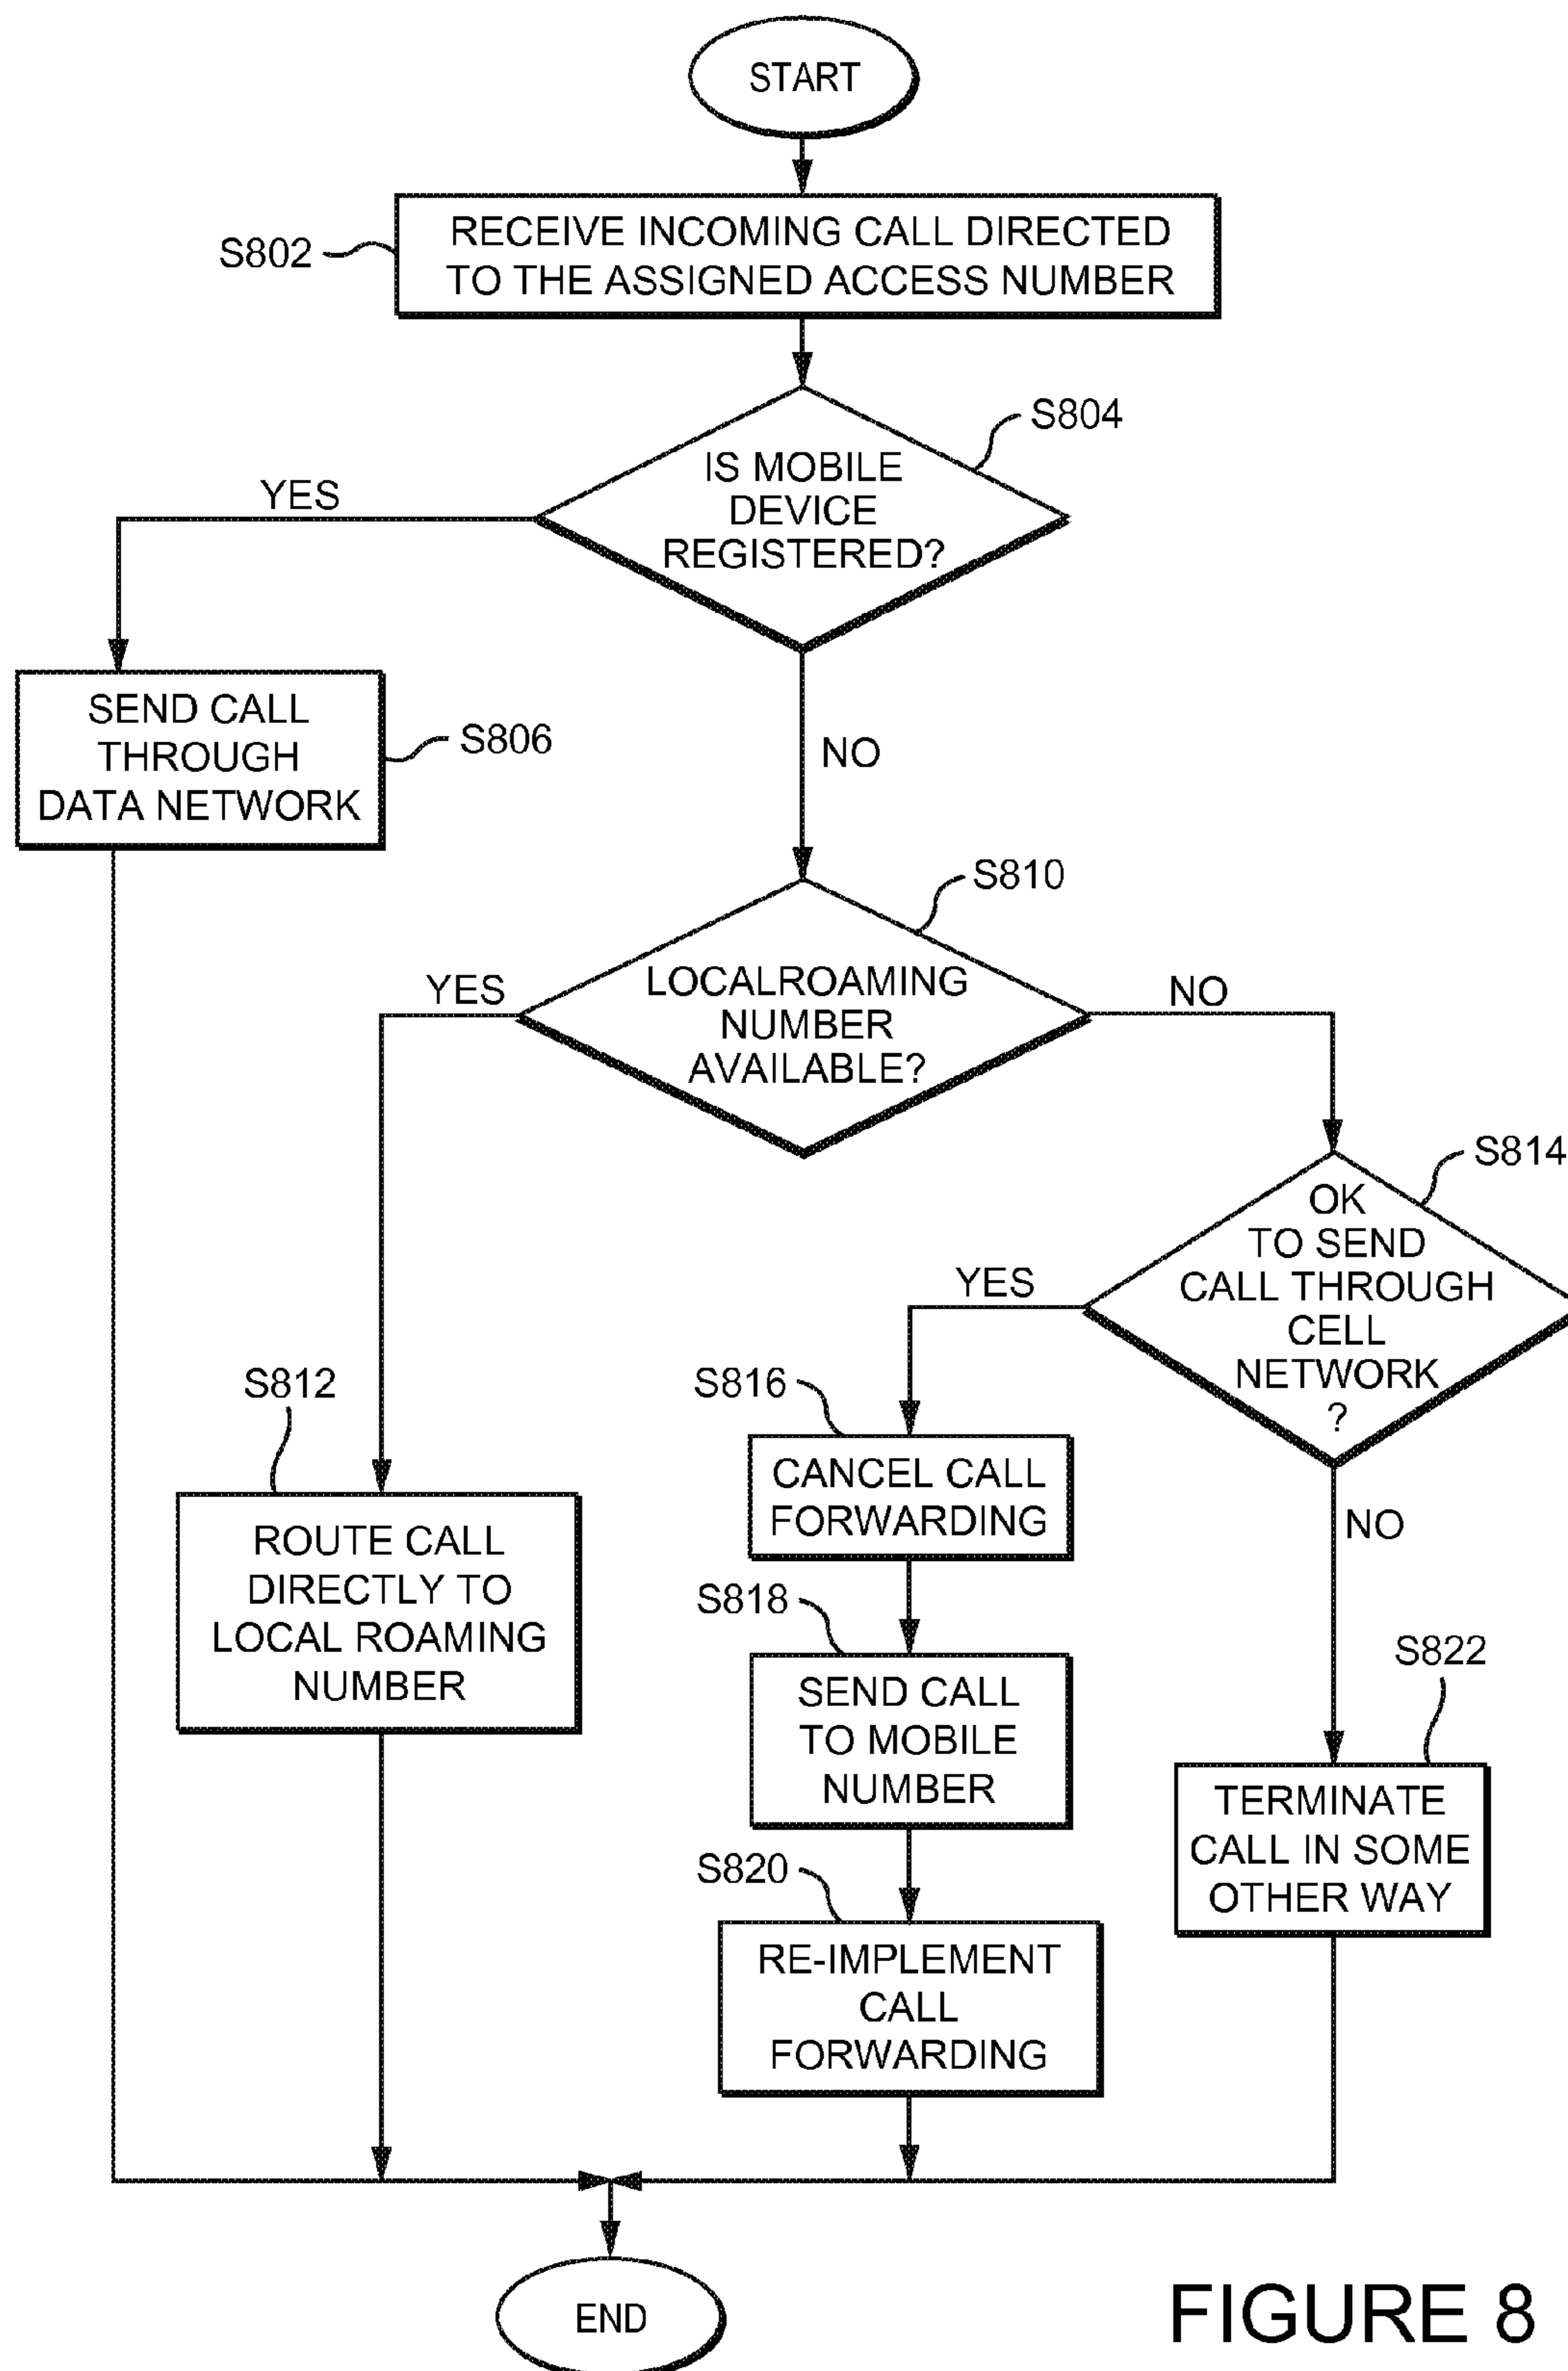 START
S802
RECEIVE INCOMING CALL DIRECTED
TO THE ASSIGNED ACCESS NUMBER
S804
IS MOBILE
DEVICE
REGISTERED?
YES
SEND CALL
THROUGH
DATA NETWORK
S806
NO
S810
LOCALROAMING
NUMBER
AVAILABLE?
YES
NO
S814
OK
TO SEND
CALL THROUGH
CELL
NETWORK
?
YES
NO
S812
ROUTE CALL
DIRECTLY TO
LOCAL ROAMING
NUMBER
S816
CANCEL CALL
FORWARDING
S818
SEND CALL
TO MOBILE
NUMBER
S820
RE-IMPLEMENT
CALL
FORWARDING
S822
TERMINATE
CALL IN SOME
OTHER WAY
END
FIGURE 8